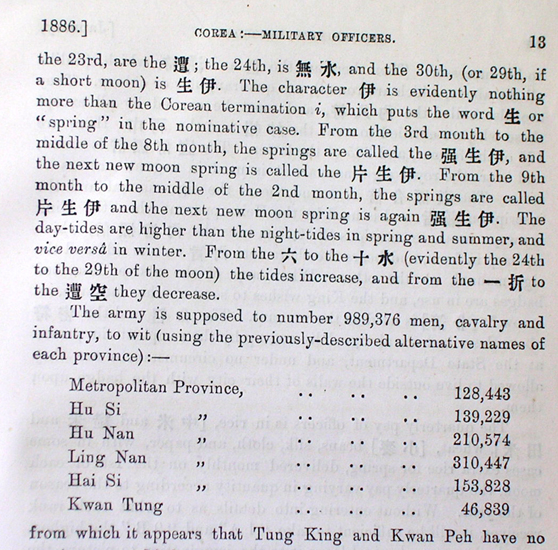 1886.] COREA:—MILITARY OFFICERS. 13
the 23rd, are the 遭; the 24th, is 無水, and the 30th, (or 29th, if
a short moon) is 生伊. The character 伊 is evidently nothing
more than the Corean termination i, which puts the word 生 or
"spring" in the nominative case. From the 3rd mouth to the
middle of the 8th month, the springs are called the 强生伊, and
the next new moon spring is called the 片生伊. From the 9th
month to the middle of the 2nd month, the springs are called
片生伊 and the next new moon spring is again 强生伊. The
day-tides are higher than the night-tides in spring and summer, and
vice versâ in winter. From the 六 to the 十水 (evidently the 24th
to the 29th of the moon) the tides increase, and from the 一折 to
the 遭空 they decrease.
The army is supposed to number 989,376 men, cavalry and
infantry, to wit (using the previously-described alternative names of
each province):—
Metropolitan Province, .. .. .. 128,443
Hu Si „ .. .. .. 139,229
Hu Nan „ .. .. .. 210,574
Ling Nan „ .. .. .. 310,447
Hai Si „ .. .. .. 153,828
Kwan Tung „ .. .. .. 46,839
from which it appears that Tung King and Kwan Peh have no